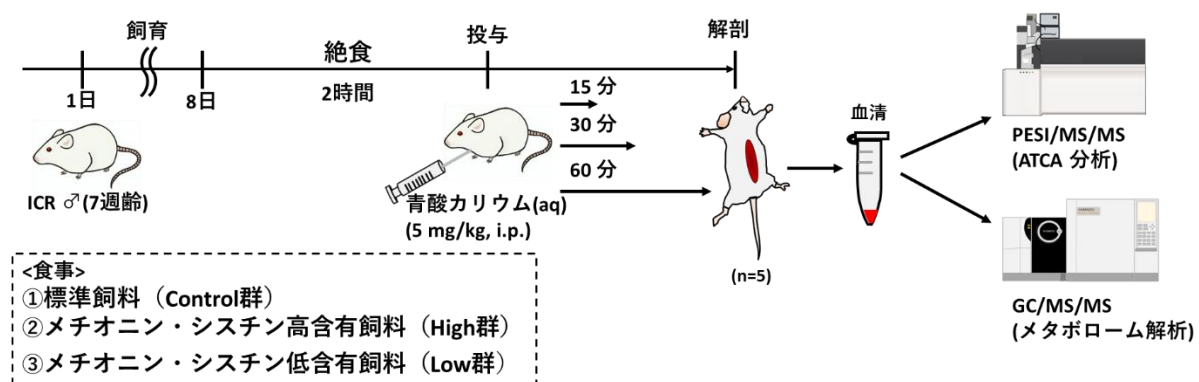 飼育
絶食
投与
解剖
1日
8日
2時間
15 分
30 分
60 分
ICR ♂(7週齢)
青酸カリウム(aq)
(5 mg/kg, i.p.)
(n=5)
血清
PESI/MS/MS
(ATCA 分析)
GC/MS/MS
(メタボローム解析)
<食事>
①標準飼料（Control群）
②メチオニン・シスチン高含有飼料（High群）
③メチオニン・シスチン低含有飼料（Low群）